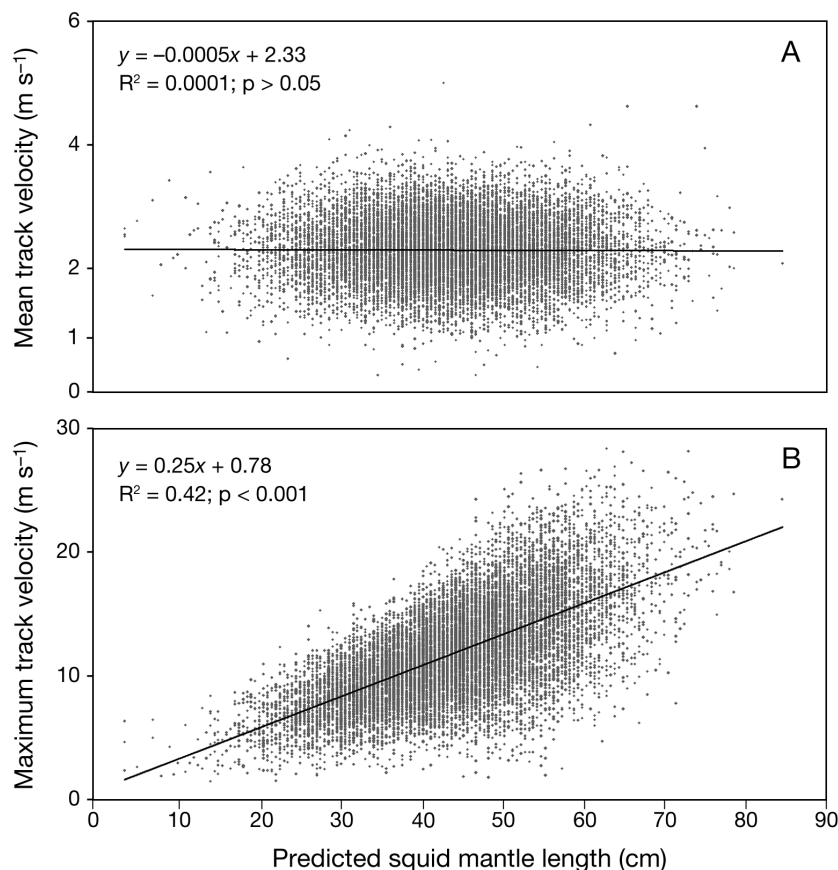 6
4
2
1
0
Mean track velocity (m s⁻¹)
y = –0.0005x + 2.33
R² = 0.0001; p > 0.05
A
30
20
10
0
Maximum track velocity (m s⁻¹)
y = 0.25x + 0.78
R² = 0.42; p < 0.001
B
0 10 20 30 40 50 60 70 80 90
Predicted squid mantle length (cm)